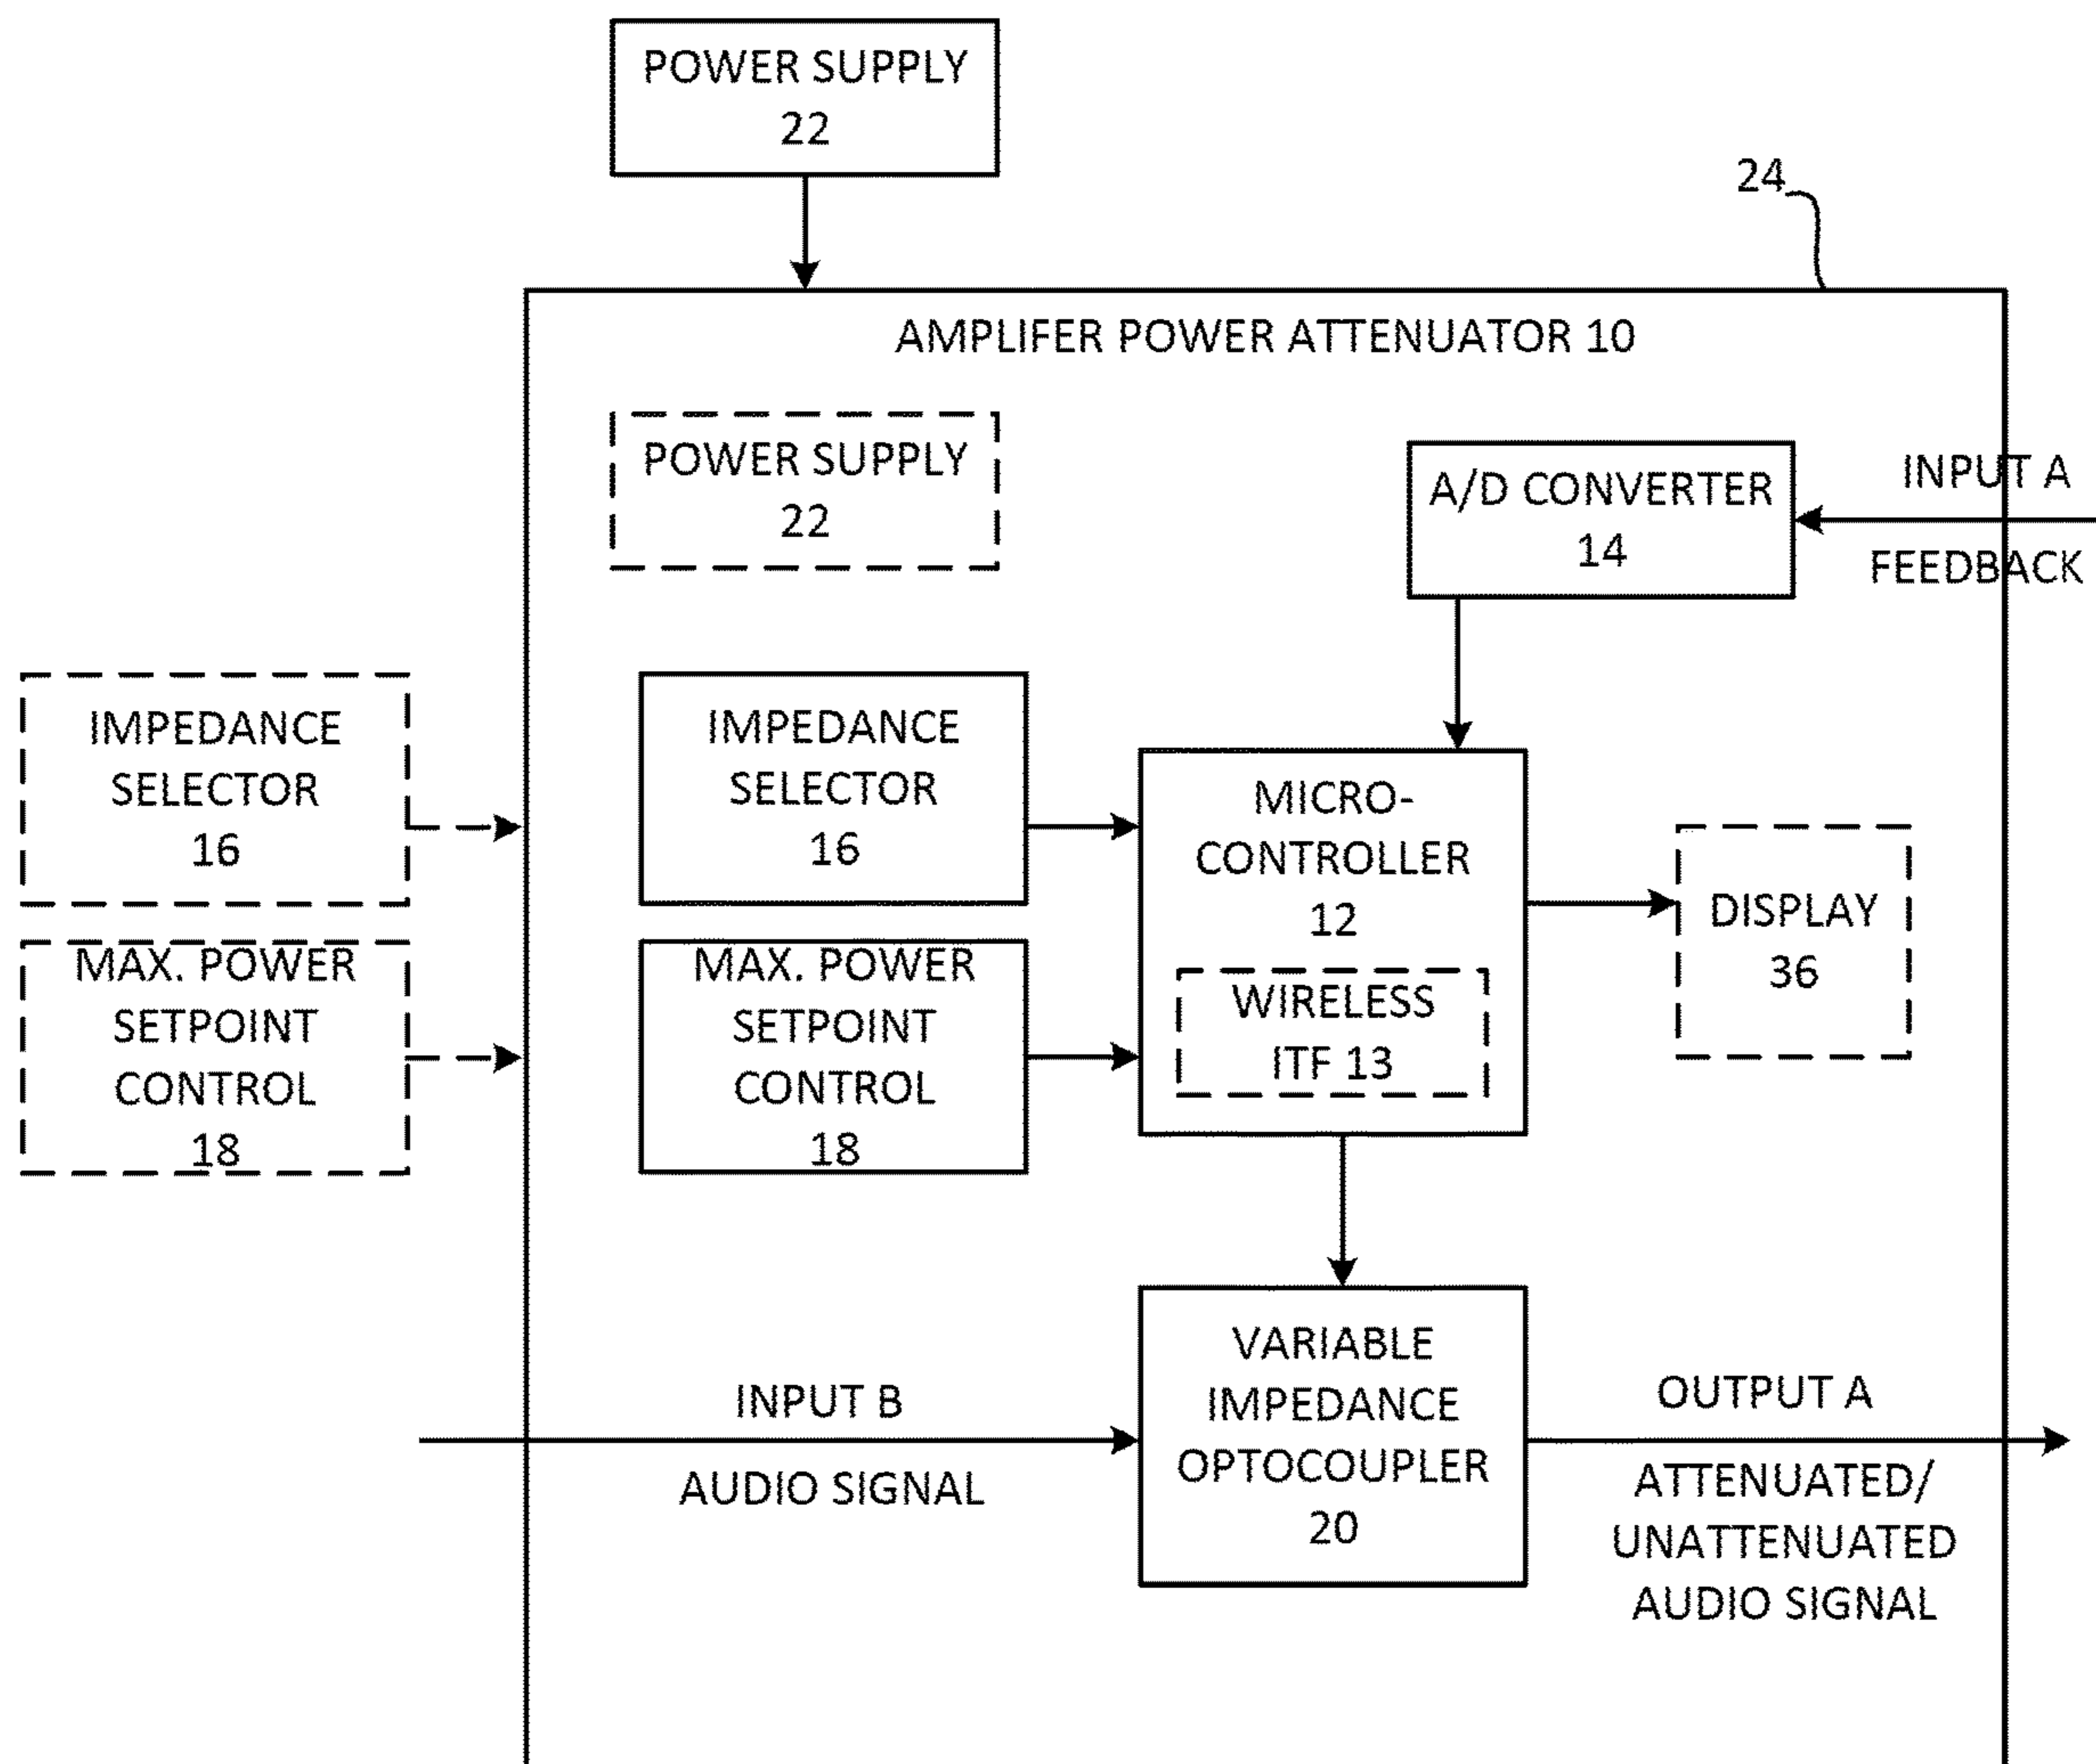 POWER SUPPLY
22
24
AMPLIFER POWER ATTENUATOR 10
POWER SUPPLY
22
A/D CONVERTER
14
INPUT A
FEEDBACK
IMPEDANCE
SELECTOR
16
IMPEDANCE
SELECTOR
16
MICRO-
CONTROLLER
12
WIRELESS
ITF 13
DISPLAY
36
MAX. POWER
SETPOINT
CONTROL
18
MAX. POWER
SETPOINT
CONTROL
18
INPUT B
AUDIO SIGNAL
VARIABLE
IMPEDANCE
OPTOCOUPLER
20
OUTPUT A
ATTENUATED/
UNATTENUATED
AUDIO SIGNAL